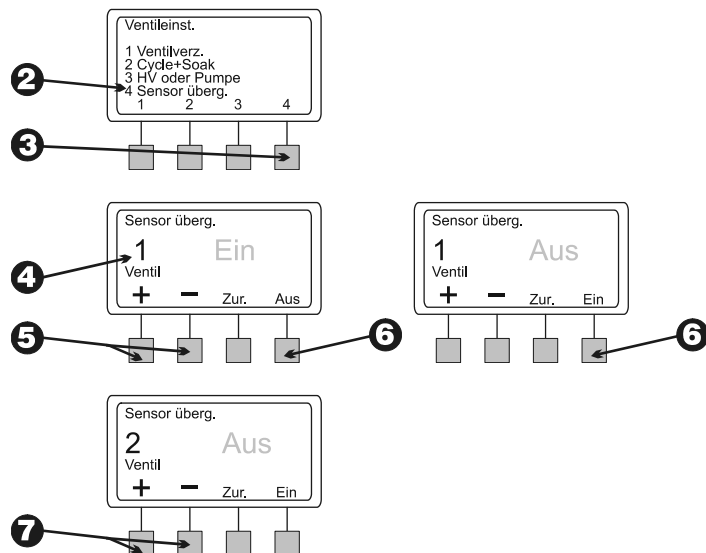 Ventileinst.
1 Ventilverz.
2 Cycle+Soak
3 HV oder Pumpe
4 Sensor überg.
1 2 3 4
2
3
Sensor überg.
1 Ein
Ventil
+ − Zur. Aus
4
5
6
Sensor überg.
1 Aus
Ventil
+ − Zur. Ein
6
Sensor überg.
2 Aus
Ventil
+ − Zur. Ein
7